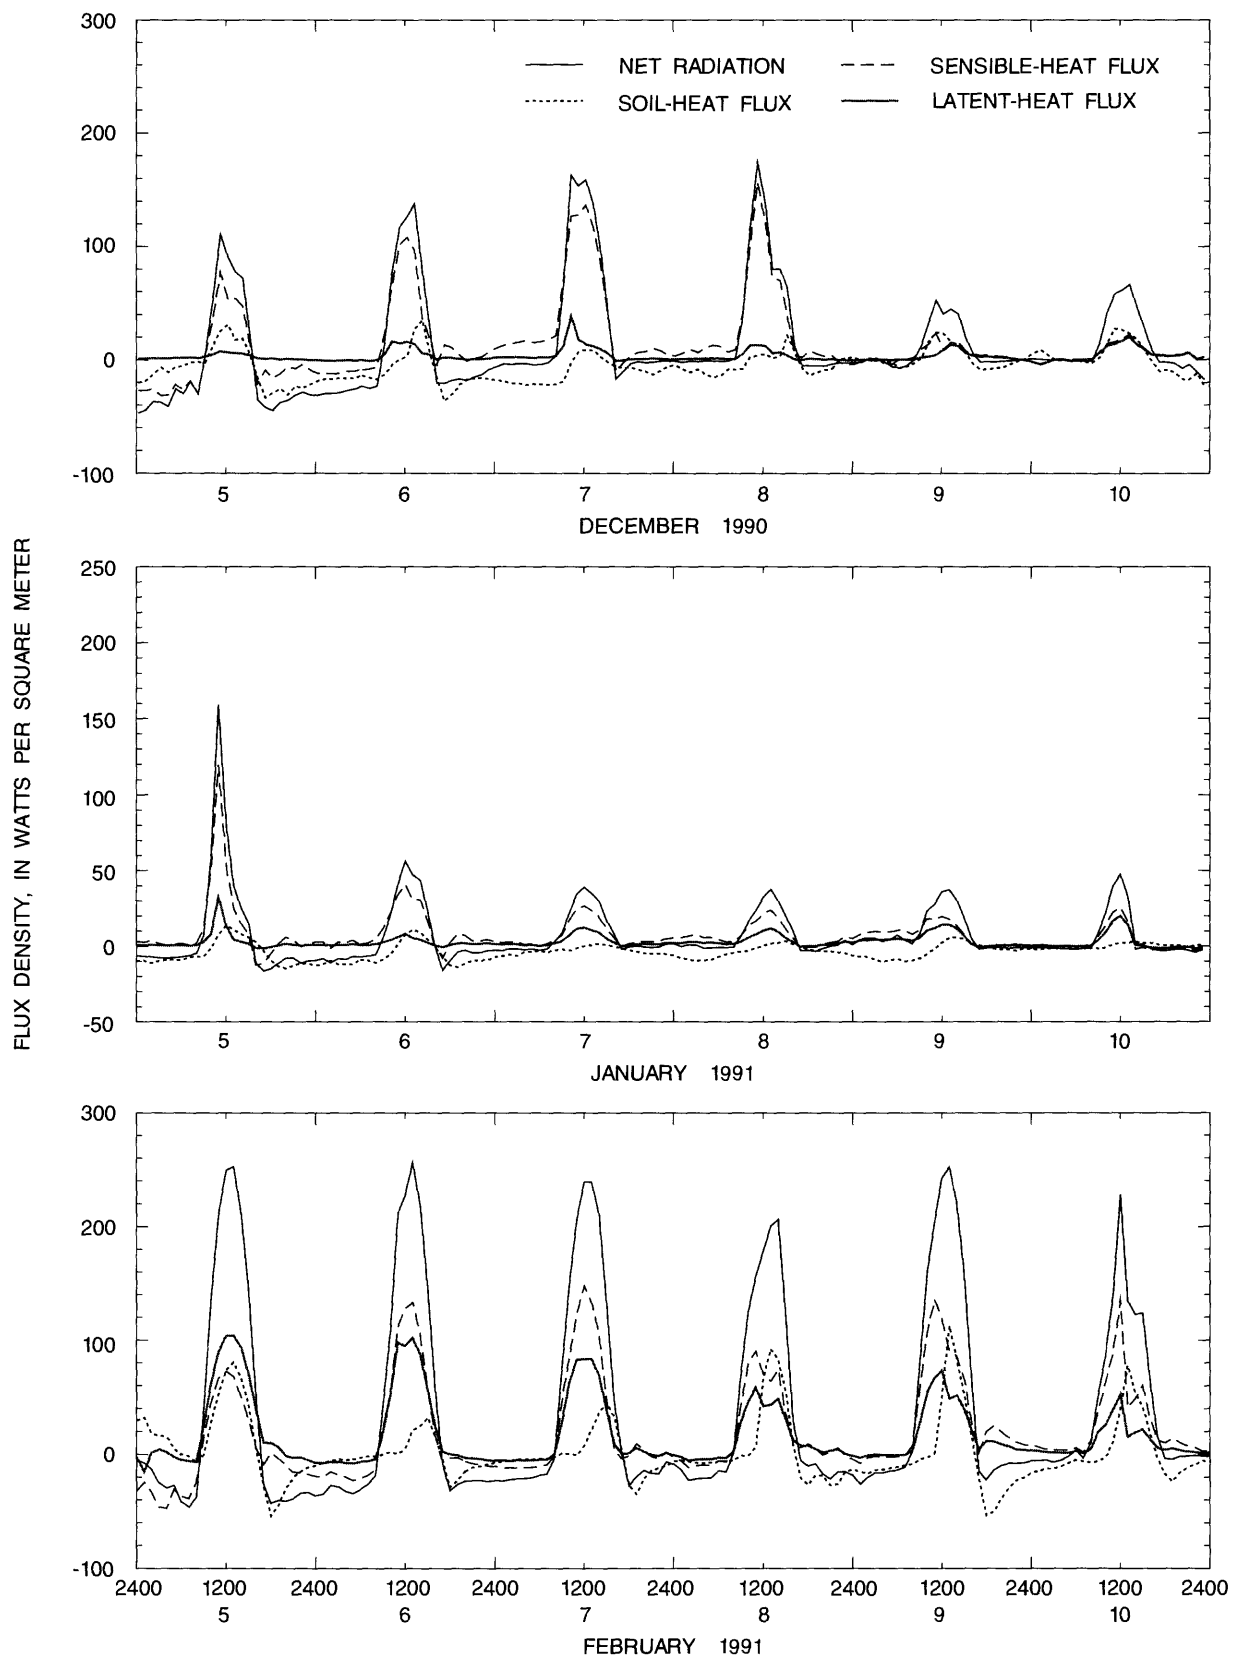 300
NET RADIATION SENSIBLE-HEAT FLUX
SOIL-HEAT FLUX LATENT-HEAT FLUX
200
100
0
-100
5 6 7 8 9 10
DECEMBER 1990
FLUX DENSITY, IN WATTS PER SQUARE METER
250
200
150
100
50
0
-50
5 6 7 8 9 10
JANUARY 1991
300
200
100
0
-100
2400 1200 2400 1200 2400 1200 2400 1200 2400 1200 2400 1200 2400
5 6 7 8 9 10
FEBRUARY 1991